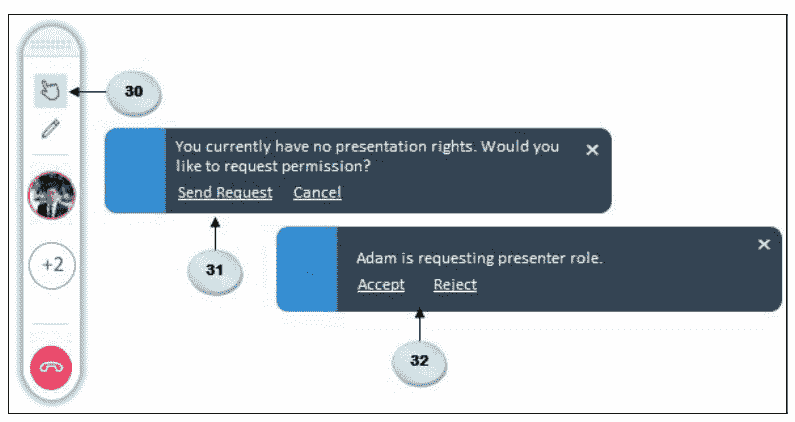 30
You currently have no presentation rights. Would you
like to request permission?
Send Request Cancel
+2
31
Adam is requesting presenter role.
Accept Reject
32